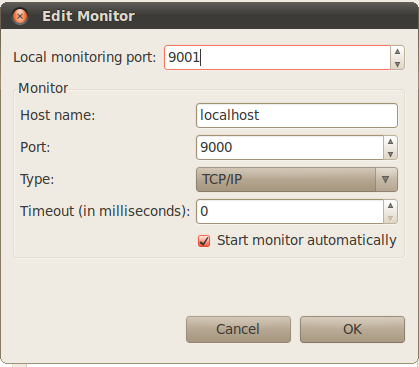 Edit Monitor
Local monitoring port: 9001
Monitor
Host name: localhost
Port: 9000
Type: TCP/IP
Timeout (in milliseconds): 0
Start monitor automatically
Cancel OK